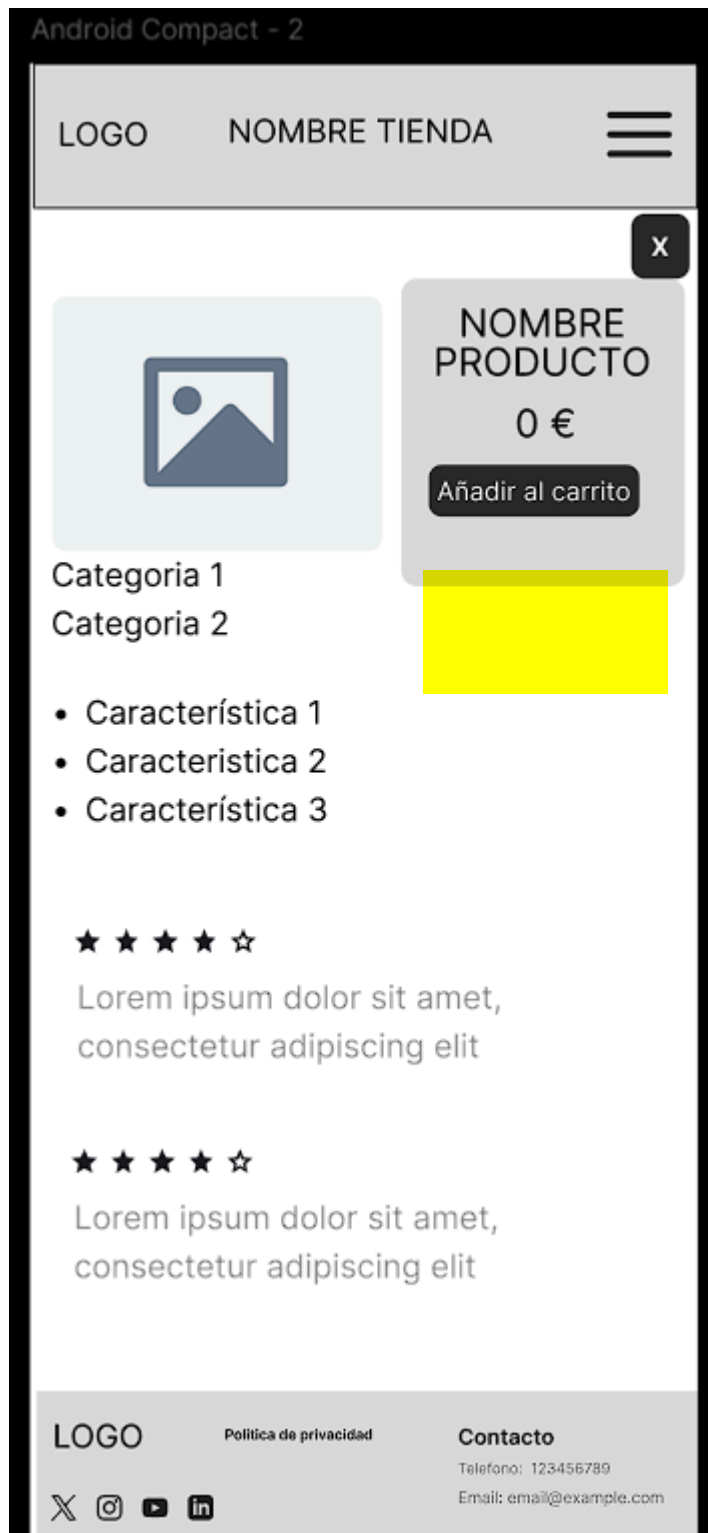 Android Compact - 2
LOGO
NOMBRE TIENDA
X
NOMBRE
PRODUCTO
0 €
Añadir al carrito
Categoria 1
Categoria 2
• Característica 1
• Caracteristica 2
• Característica 3
Lorem ipsum dolor sit amet,
consectetur adipiscing elit
Lorem ipsum dolor sit amet,
consectetur adipiscing elit
LOGO
Politica de privacidad
Contacto
Telefono: 123456789
Email: email@example.com